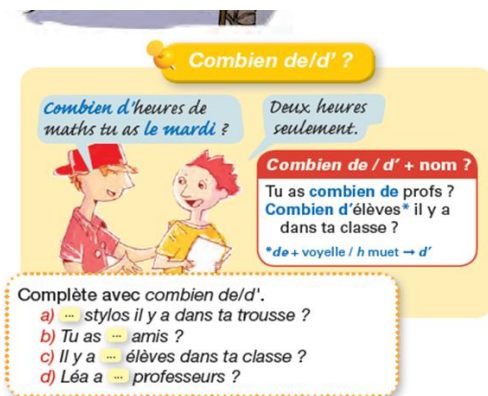 Combien de/d' ?
Combien d'heures de
maths tu as le mardi ?
Deux heures
seulement.
Combien de / d' + nom ?
Tu as combien de profs ?
Combien d'élèves* il y a
dans ta classe ?
*de + voyelle / h muet → d'
Complète avec combien de/d'.
a) ... stylos il y a dans ta trousse ?
b) Tu as ... amis ?
c) Il y a ... élèves dans ta classe ?
d) Léa a ... professeurs ?